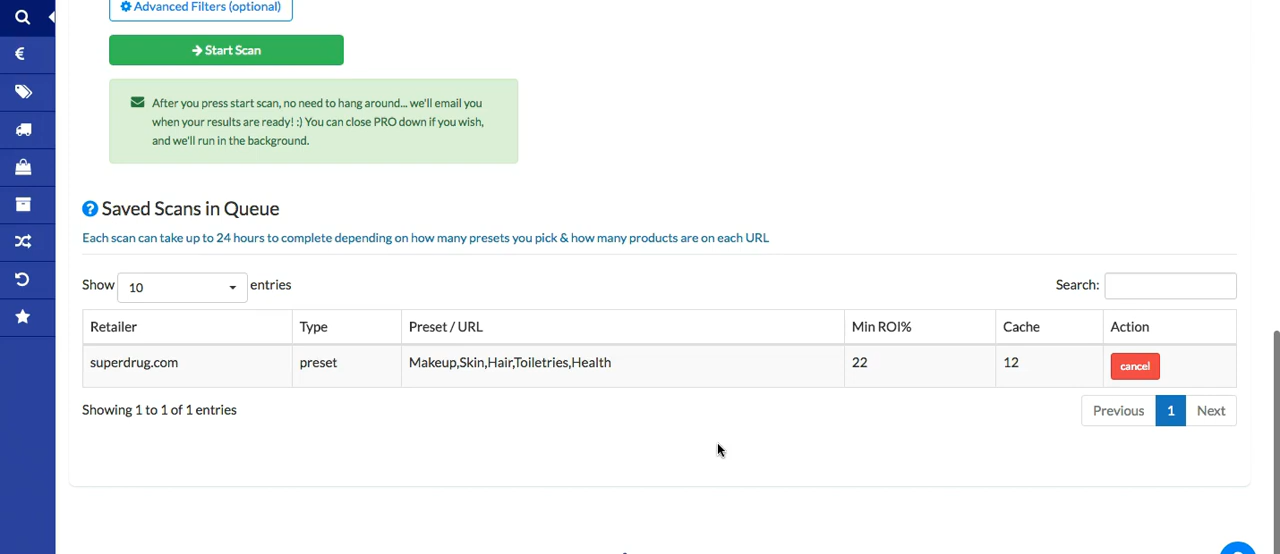 Advanced Filters (optional)
Start Scan
After you press start scan, no need to hang around... we'll email you
when your results are ready! :) You can close PRO down if you wish,
and we'll run in the background.
Saved Scans in Queue
Each scan can take up to 24 hours to complete depending on how many presets you pick & how many products are on each URL
Show 10 entries Search:
Retailer Type Preset / URL Min ROI% Cache Action
superdrug.com preset Makeup,Skin,Hair,Toiletries,Health 22 12 cancel
Showing 1 to 1 of 1 entries Previous 1 Next